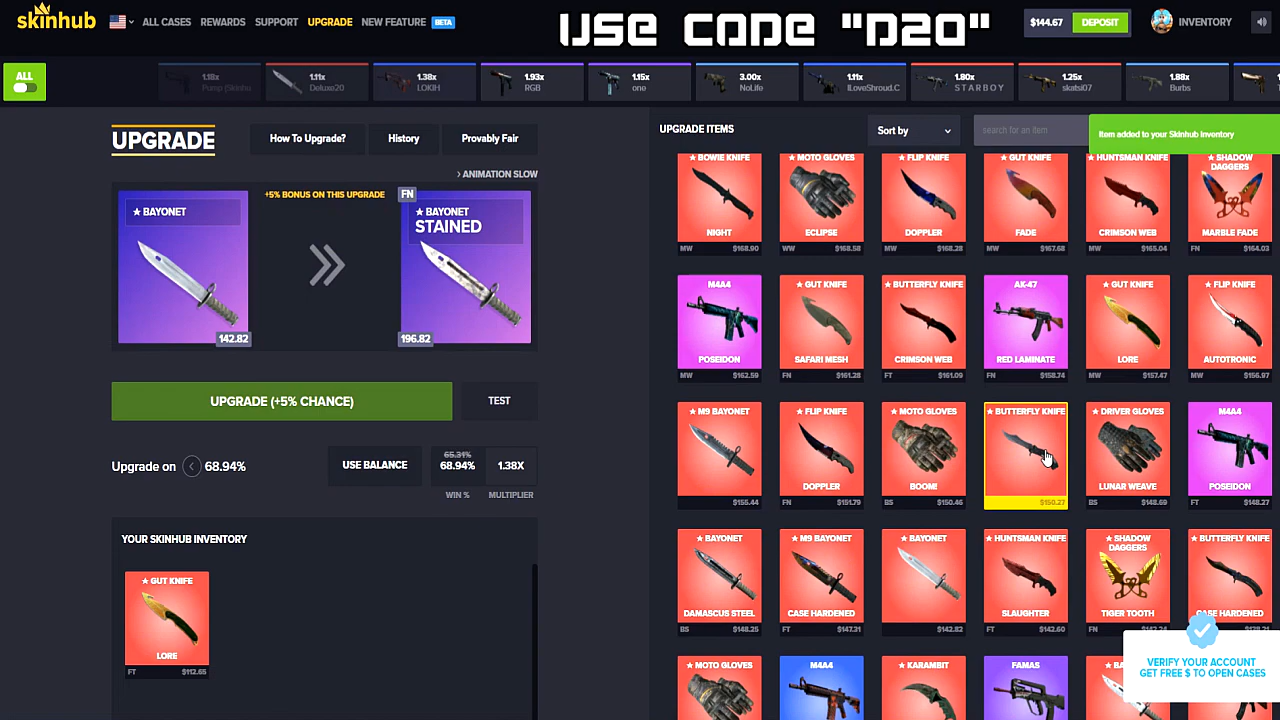 skinhub
ALL CASES
REWARDS
SUPPORT
UPGRADE
NEW FEATURE
BETA
USE CODE "D20"
$144.67
DEPOSIT
INVENTORY
ALL
1.11x
Deluxe20
1.38x
LOKIH
1.93x
RGB
1.15x
one
3.00x
NoLife
1.11x
ILoveShroud.C
1.80x
S T A R B O Y
1.25x
skatsi07
1.88x
Burbs
UPGRADE
How To Upgrade?
History
Provably Fair
› ANIMATION SLOW
★ BAYONET
142.82
+5% BONUS ON THIS UPGRADE
FN
★ BAYONET
STAINED
196.82
UPGRADE (+5% CHANCE)
TEST
Upgrade on
68.94%
USE BALANCE
65.31%
68.94%
1.38X
WIN %
MULTIPLIER
YOUR SKINHUB INVENTORY
★ GUT KNIFE
LORE
FT
$112.65
UPGRADE ITEMS
Sort by
search for an item
Item added to your Skinhub Inventory
★ BOWIE KNIFE
NIGHT
MW
$168.90
★ MOTO GLOVES
ECLIPSE
WW
$168.58
★ FLIP KNIFE
DOPPLER
MW
$168.28
★ GUT KNIFE
FADE
MW
$167.68
★ HUNTSMAN KNIFE
CRIMSON WEB
MW
$165.04
★ SHADOW
DAGGERS
MARBLE FADE
FN
$164.03
M4A4
POSEIDON
MW
$162.59
★ GUT KNIFE
SAFARI MESH
FN
$161.28
★ BUTTERFLY KNIFE
CRIMSON WEB
FT
$161.09
AK-47
RED LAMINATE
FN
$158.74
★ GUT KNIFE
LORE
MW
$157.47
★ FLIP KNIFE
AUTOTRONIC
MW
$156.97
★ M9 BAYONET
$155.44
★ FLIP KNIFE
DOPPLER
FN
$151.79
★ MOTO GLOVES
BOOM!
BS
$150.46
★ BUTTERFLY KNIFE
$150.27
★ DRIVER GLOVES
LUNAR WEAVE
BS
$148.69
M4A4
POSEIDON
FT
$148.27
★ BAYONET
DAMASCUS STEEL
BS
$148.25
★ M9 BAYONET
CASE HARDENED
FT
$147.31
★ BAYONET
$142.82
★ HUNTSMAN KNIFE
SLAUGHTER
FT
$142.60
★ SHADOW
DAGGERS
TIGER TOOTH
FN
★ BUTTERFLY KNIFE
CASE HARDENED
★ MOTO GLOVES
M4A4
★ KARAMBIT
FAMAS
VERIFY YOUR ACCOUNT
GET FREE $ TO OPEN CASES